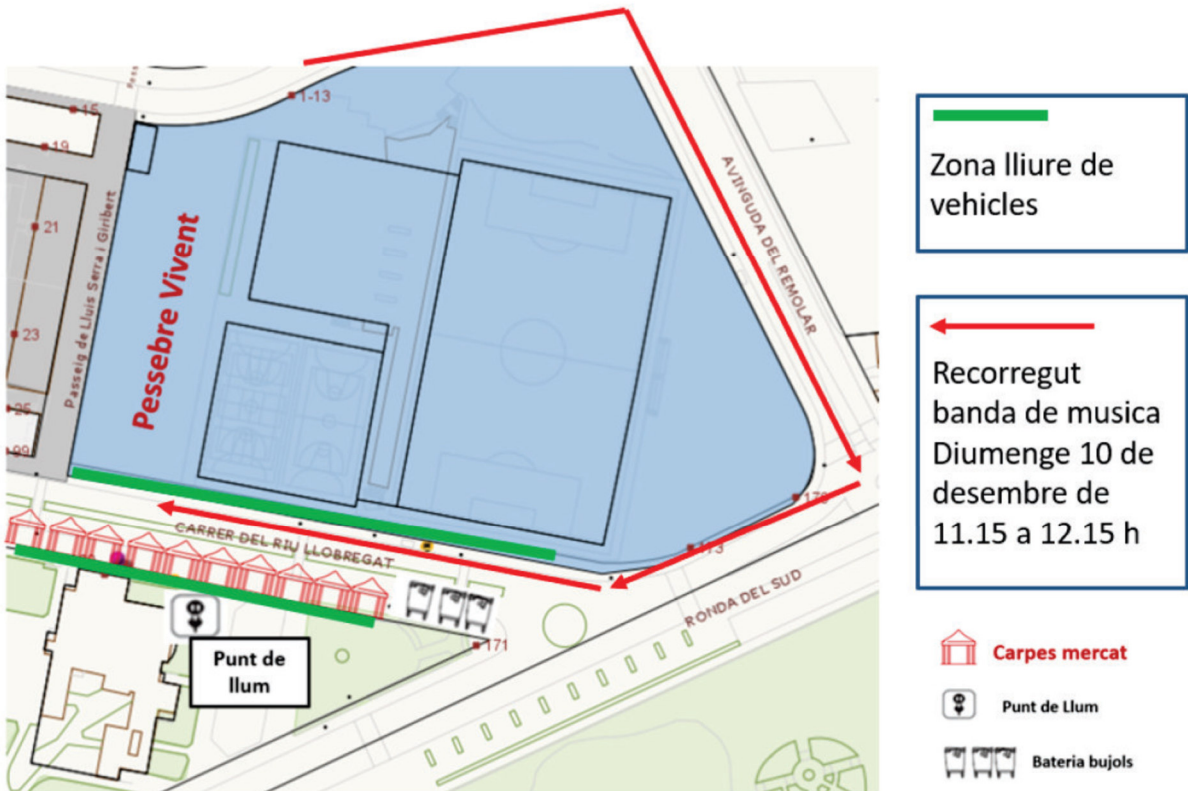 1-13
15
19
21
23
25
99
Passeig de Lluis Serra i Giribert
Pessebre Vivent
AVINGUDA DEL REMOLAR
CARRER DEL RIU LLOBREGAT
173
171
RONDA DEL SUD
Punt de
llum
Zona lliure de
vehicles
Recorregut
banda de musica
Diumenge 10 de
desembre de
11.15 a 12.15 h
Carpes mercat
Punt de Llum
Bateria bujols